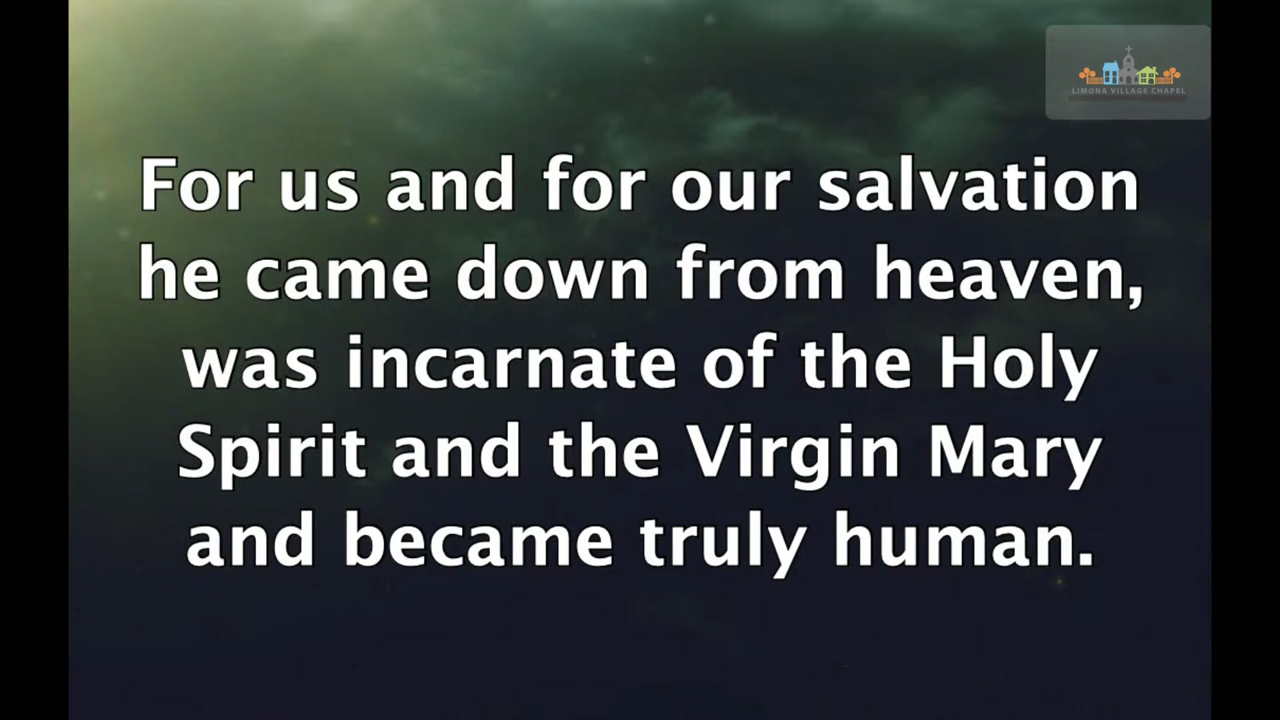 LIMONA VILLAGE CHAPEL
For us and for our salvation
he came down from heaven,
was incarnate of the Holy
Spirit and the Virgin Mary
and became truly human.